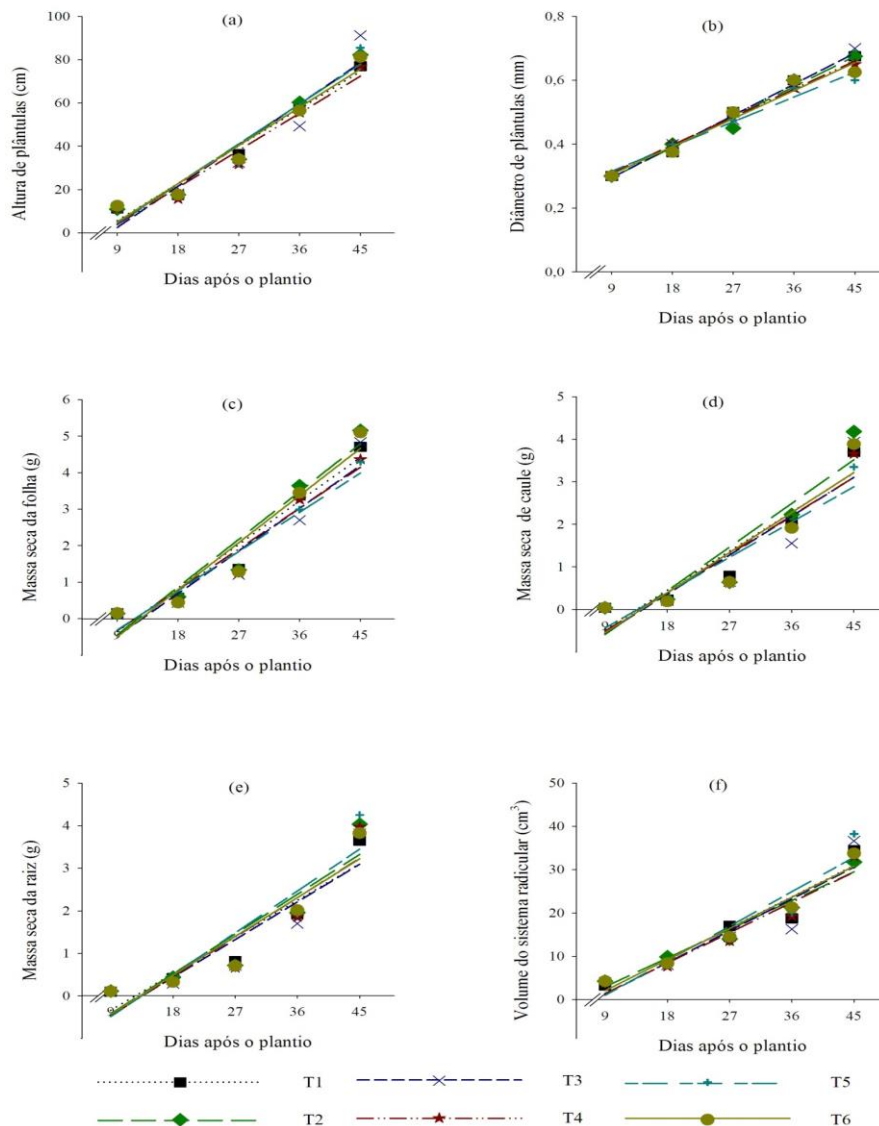 (a)
Altura de plântulas (cm)
100
80
60
40
20
0
9 18 27 36 45
Dias após o plantio
(b)
Diâmetro de plântulas (mm)
0,8
0,6
0,4
0,2
0,0
9 18 27 36 45
Dias após o plantio
(c)
Massa seca da folha (g)
6
5
4
3
2
1
0
9 18 27 36 45
Dias após o plantio
(d)
Massa seca de caule (g)
5
4
3
2
1
0
9 18 27 36 45
Dias após o plantio
(e)
Massa seca da raiz (g)
5
4
3
2
1
0
9 18 27 36 45
Dias após o plantio
(f)
Volume do sistema radicular (cm³)
50
40
30
20
10
0
9 18 27 36 45
Dias após o plantio
T1 T3 T5
T2 T4 T6